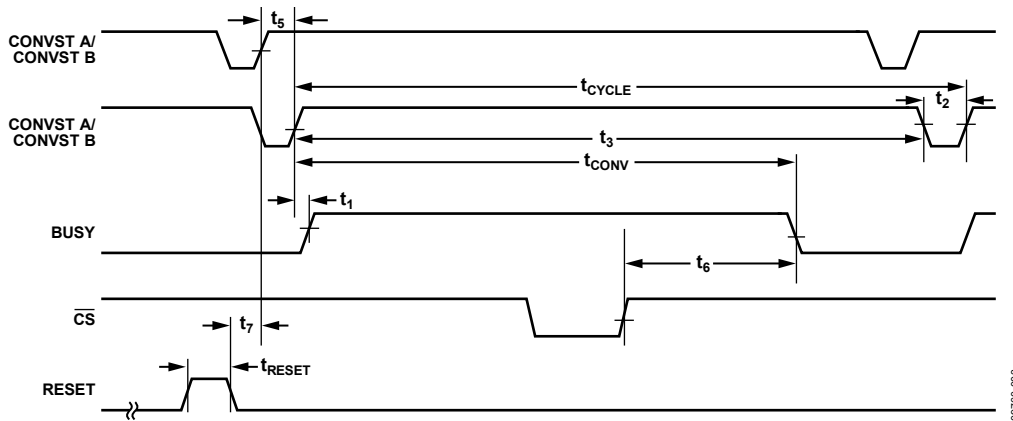 t5
CONVST A/
CONVST B
tCYCLE
t2
CONVST A/
CONVST B
t3
tCONV
t1
BUSY
t6
CS
t7
tRESET
RESET